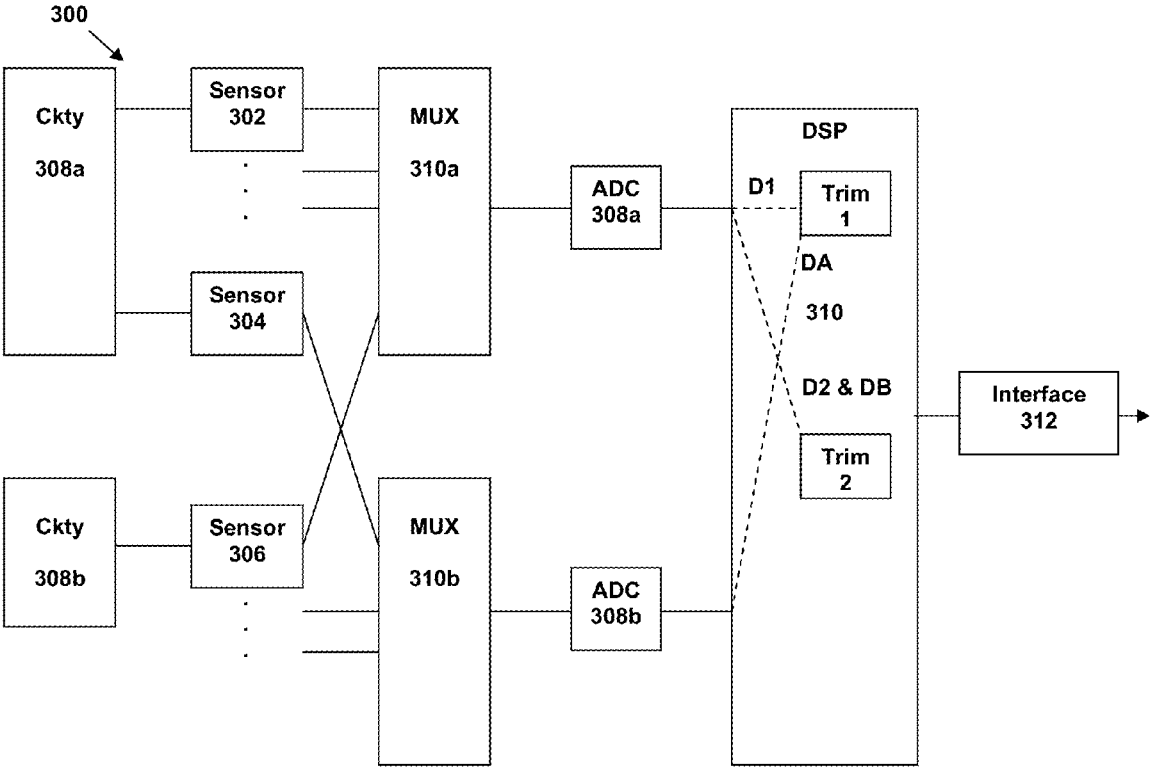 300
Ckty
308a
Sensor
302
MUX
310a
ADC
308a
DSP
D1
Trim
1
DA
310
D2 & DB
Trim
2
Sensor
304
Interface
312
Ckty
308b
Sensor
306
MUX
310b
ADC
308b